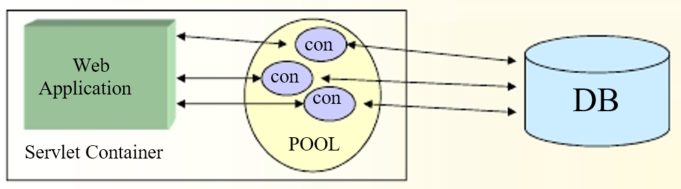 Web
Application
Servlet Container
con
con
con
POOL
DB